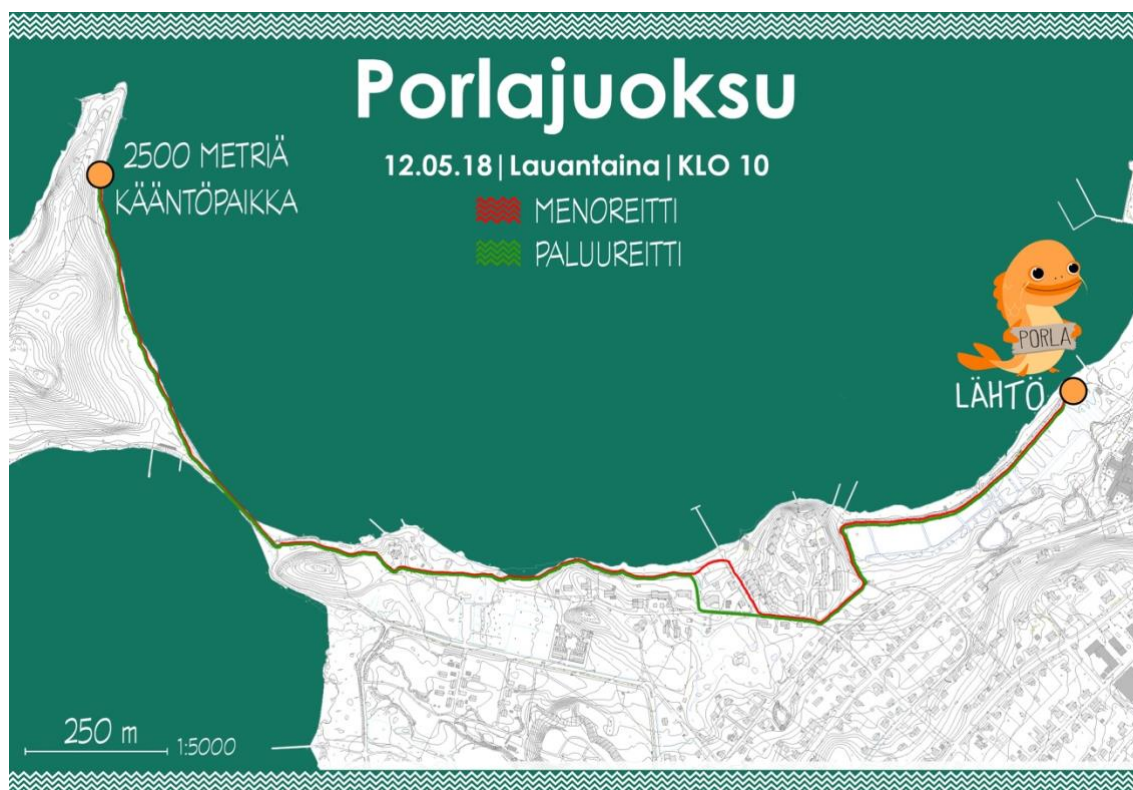 Porlajuoksu
12.05.18|Lauantaina|KLO 10
MENOREITTI
PALUUREITTI
2500 METRIÄ
KÄÄNTÖPAIKKA
PORLA
LÄHTÖ
250 m
1:5000